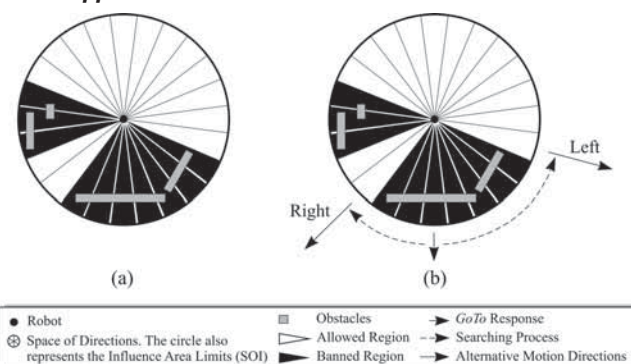 Left
Right
(a)
(b)
Robot
Space of Directions. The circle also
represents the Influence Area Limits (SOI)
Obstacles
Allowed Region
Banned Region
GoTo Response
Searching Process
Alternative Motion Directions